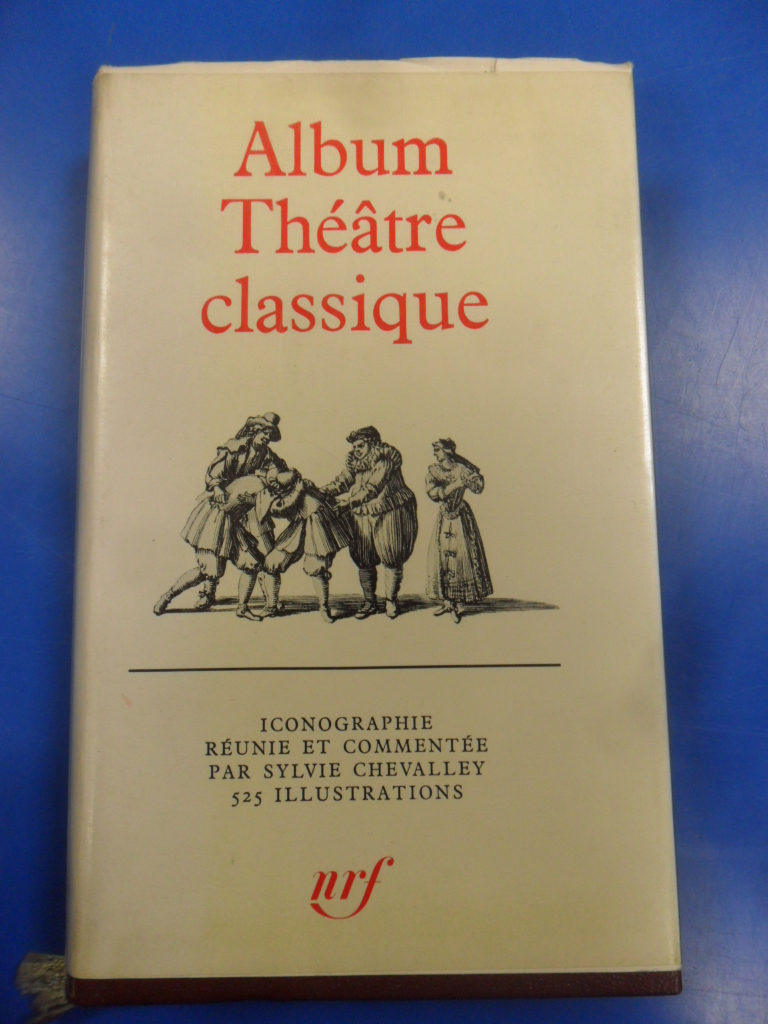 Album
Théâtre
classique
ICONOGRAPHIE
RÉUNIE ET COMMENTÉE
PAR SYLVIE CHEVALLEY
525 ILLUSTRATIONS
nrf